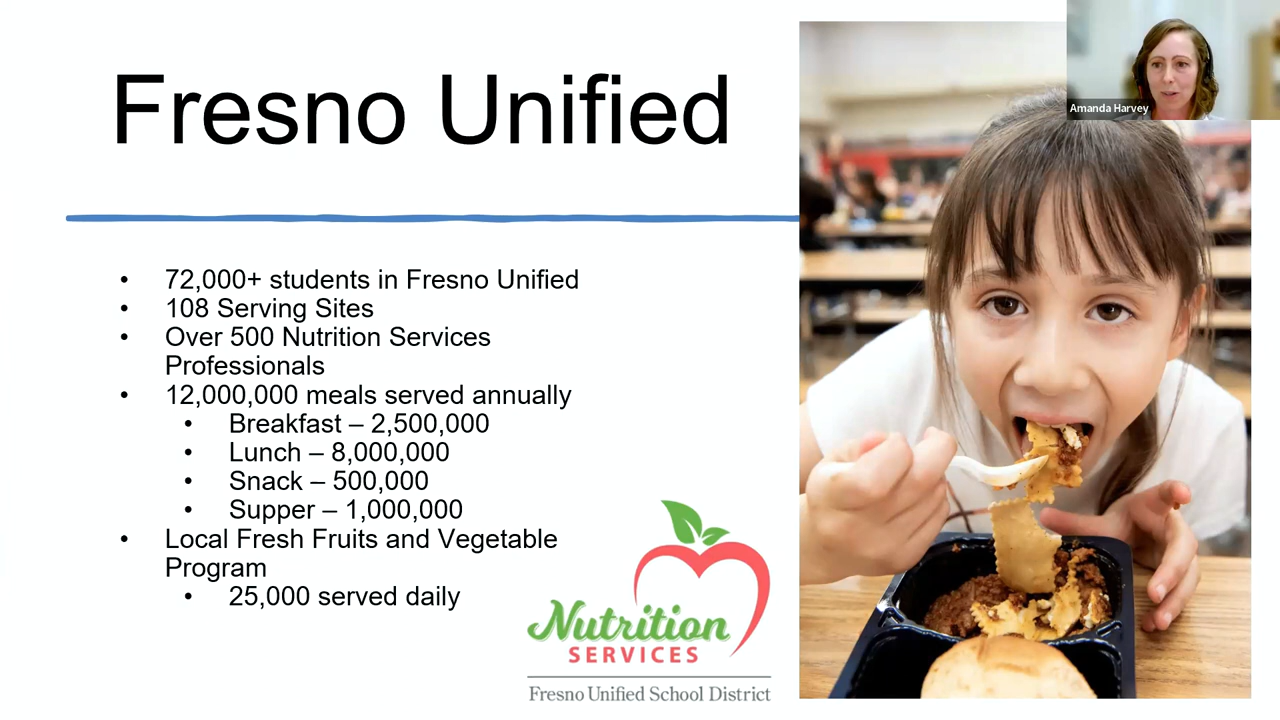 Fresno Unified
Amanda Harvey
• 72,000+ students in Fresno Unified
• 108 Serving Sites
• Over 500 Nutrition Services
Professionals
• 12,000,000 meals served annually
• Breakfast – 2,500,000
• Lunch – 8,000,000
• Snack – 500,000
• Supper – 1,000,000
• Local Fresh Fruits and Vegetable
Program
• 25,000 served daily
Nutrition
SERVICES
Fresno Unified School District